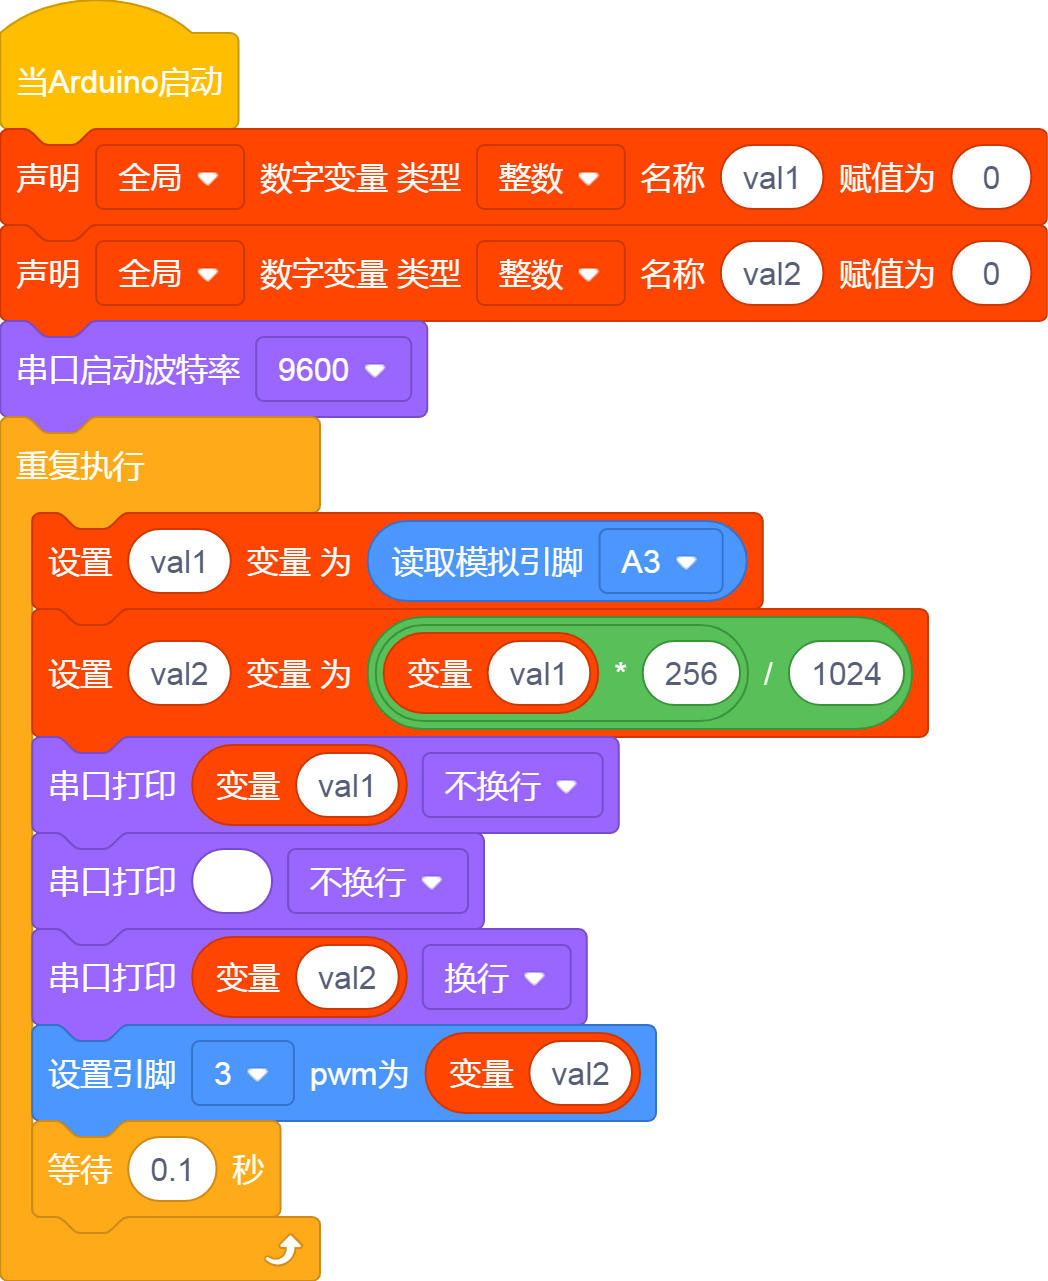 当Arduino启动
声明 全局 数字变量 类型 整数 名称 val1 赋值为 0
声明 全局 数字变量 类型 整数 名称 val2 赋值为 0
串口启动波特率 9600
重复执行
设置 val1 变量 为 读取模拟引脚 A3
设置 val2 变量 为 变量 val1 * 256 / 1024
串口打印 变量 val1 不换行
串口打印 不换行
串口打印 变量 val2 换行
设置引脚 3 pwm为 变量 val2
等待 0.1 秒